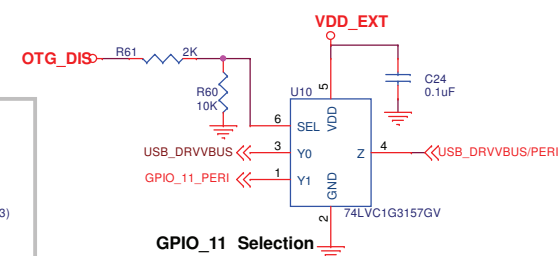 VDD_EXT
OTG_DIS
R61
2K
R60
10K
U10
C24
0.1uF
5
6
SEL
VDD
USB_DRVVBUS
3
Y0
Z
4
USB_DRVVBUS/PERI
GPIO_11_PERI
1
Y1
GND
2
74LVC1G3157GV
3)
GPIO_11 Selection